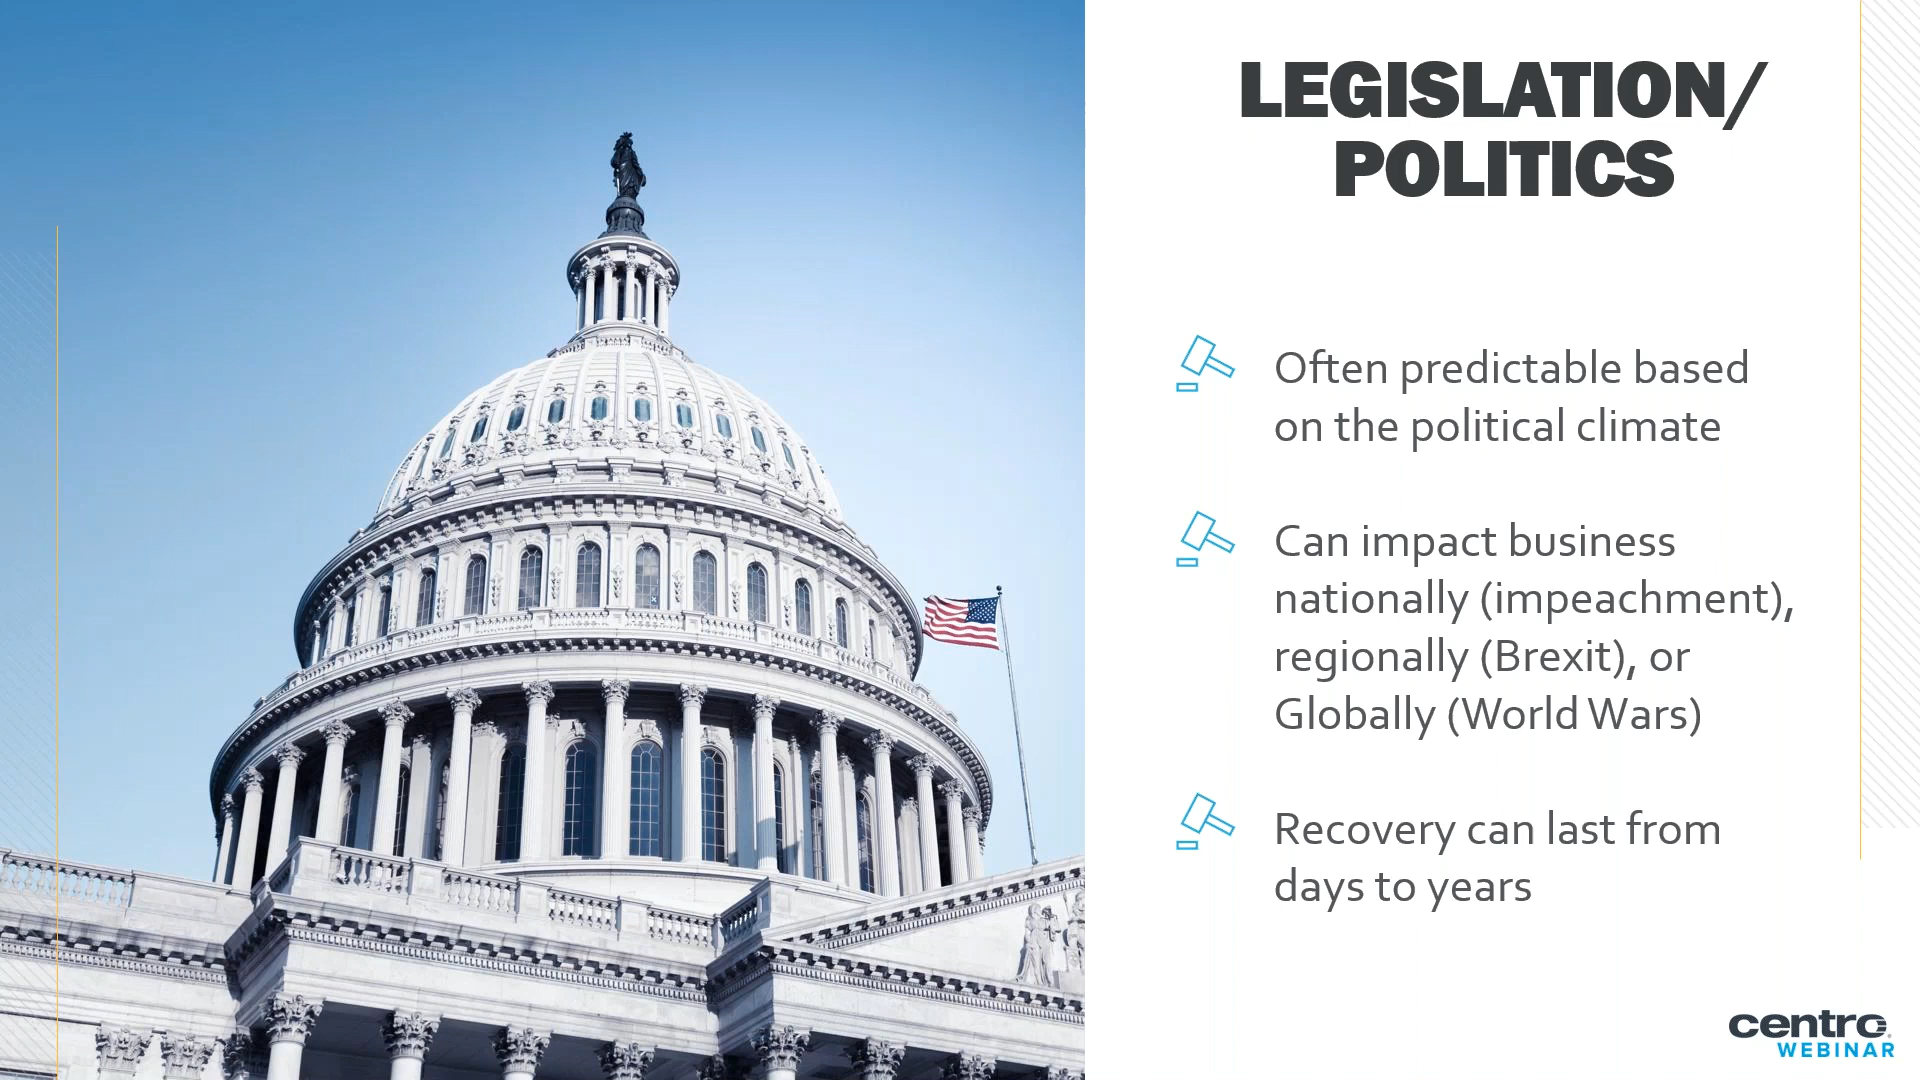 LEGISLATION/
POLITICS
Often predictable based
on the political climate
Can impact business
nationally (impeachment),
regionally (Brexit), or
Globally (World Wars)
Recovery can last from
days to years
centro
WEBINAR